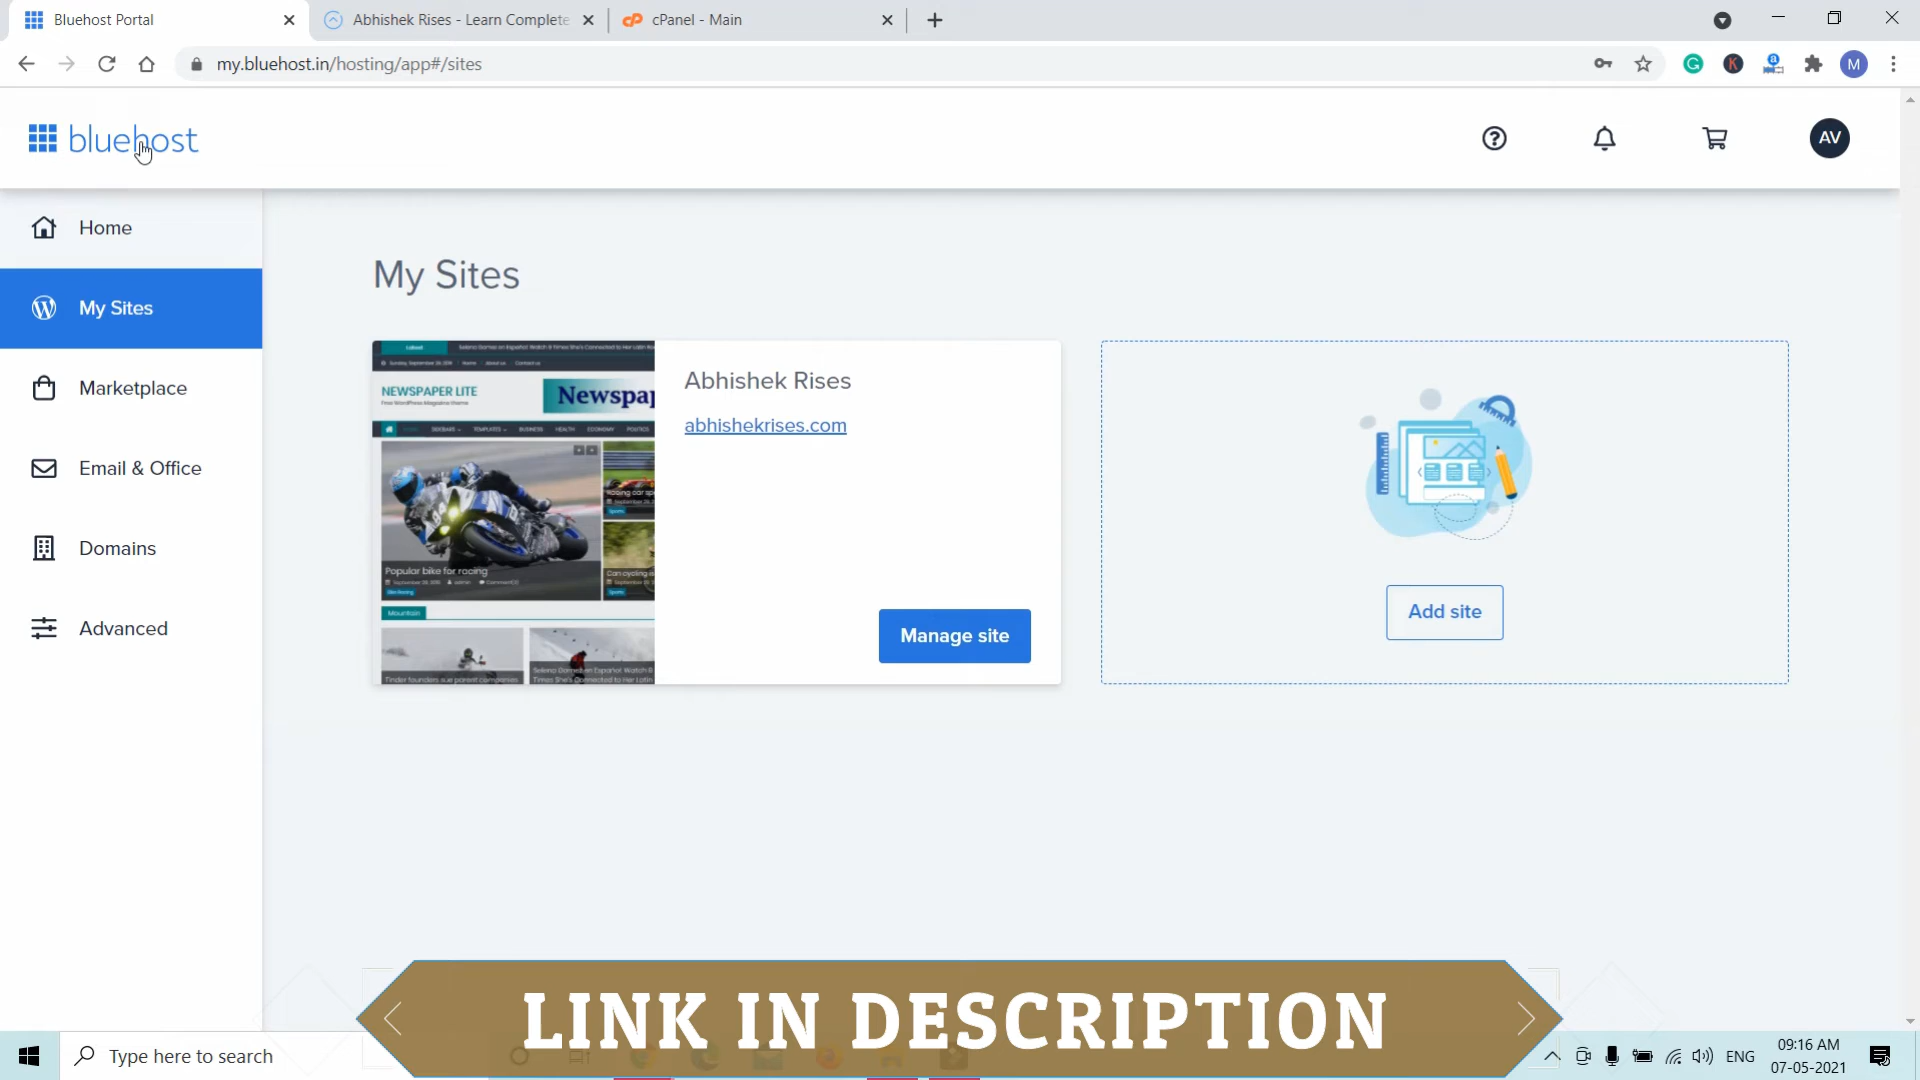 Bluehost Portal
Abhishek Rises - Learn Complete
cPanel - Main
my.bluehost.in/hosting/app#/sites
M
bluehost
AV
Home
My Sites
Marketplace
Email & Office
Domains
Advanced
My Sites
NEWSPAPER LITE
Newspap
Popular bike for racing
Mountain
Abhishek Rises
abhishekrises.com
Manage site
Add site
LINK IN DESCRIPTION
Type here to search
ENG
09:16 AM
07-05-2021